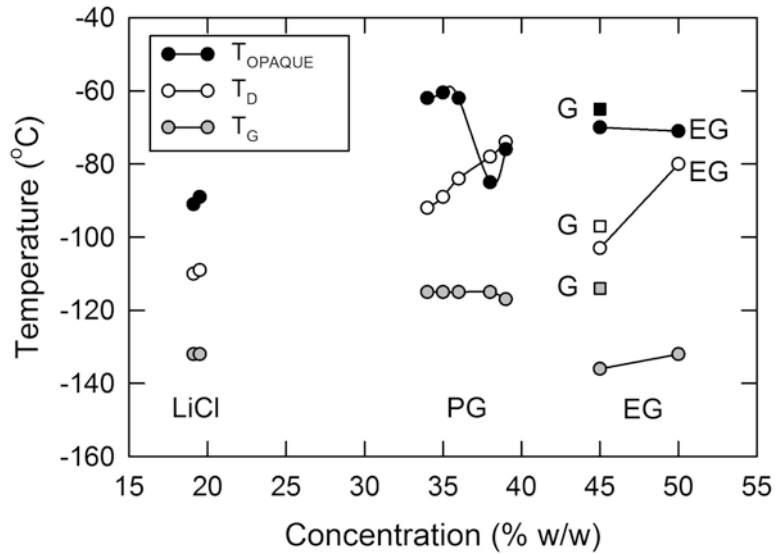 -40
T_OPAQUE
T_D
T_G
-60
G
EG
-80
EG
-100
G
G
-120
-140
LiCl
PG
EG
-160
15 20 25 30 35 40 45 50 55
Temperature (°C)
Concentration (% w/w)